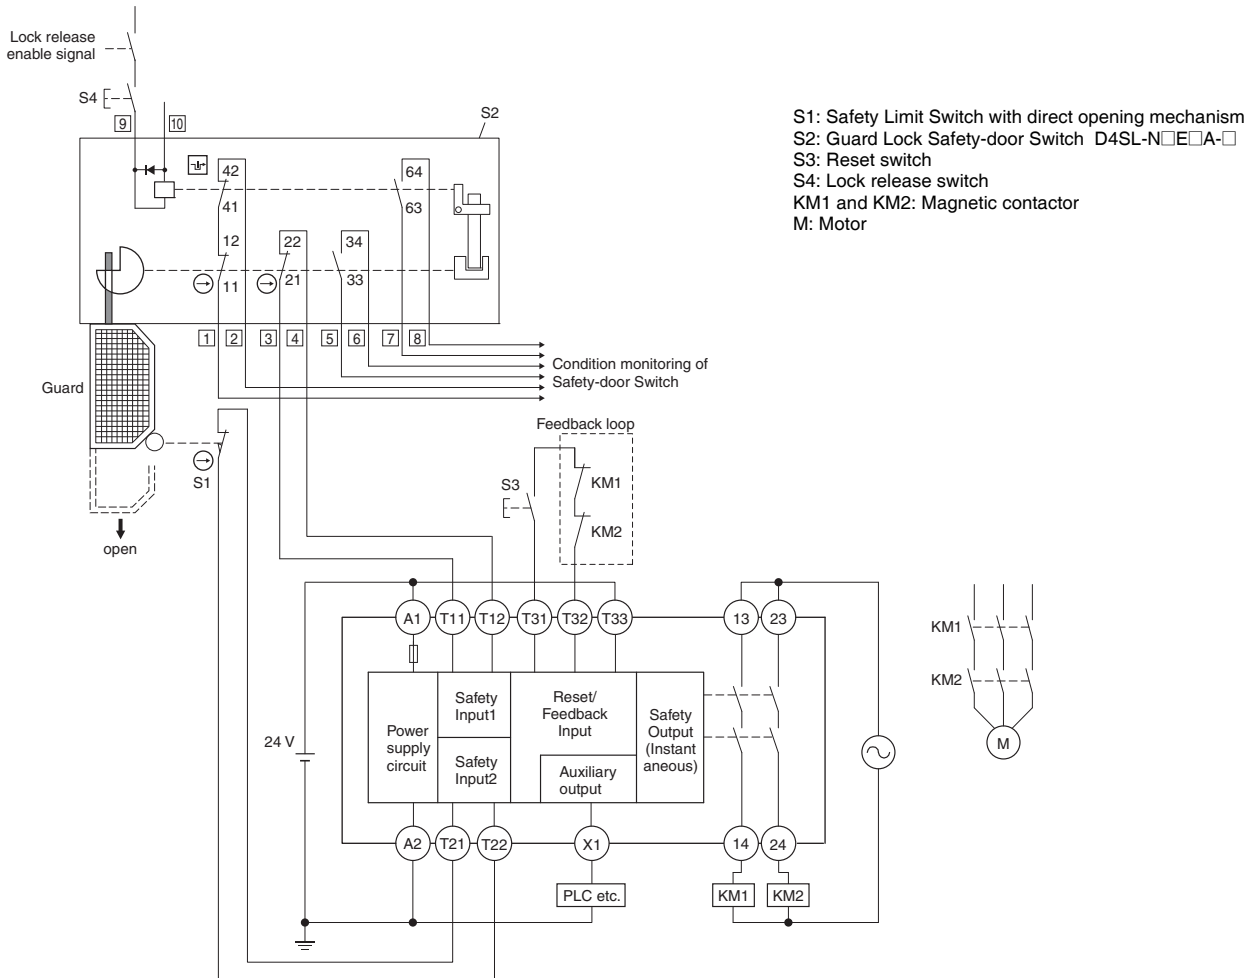 Lock release
enable signal
S4
9
10
S2
S1: Safety Limit Switch with direct opening mechanism
S2: Guard Lock Safety-door Switch D4SL-N□E□A-□
S3: Reset switch
S4: Lock release switch
KM1 and KM2: Magnetic contactor
M: Motor
42
64
41
63
12
22
34
11
21
33
1
2
3
4
5
6
7
8
Condition monitoring of
Safety-door Switch
Guard
S1
open
Feedback loop
S3
KM1
KM2
A1
T11
T12
T31
T32
T33
13
23
KM1
KM2
M
24 V
Power
supply
circuit
Safety
Input1
Safety
Input2
Reset/
Feedback
Input
Auxiliary
output
Safety
Output
(Instant
aneous)
A2
T21
T22
X1
14
24
PLC etc.
KM1
KM2